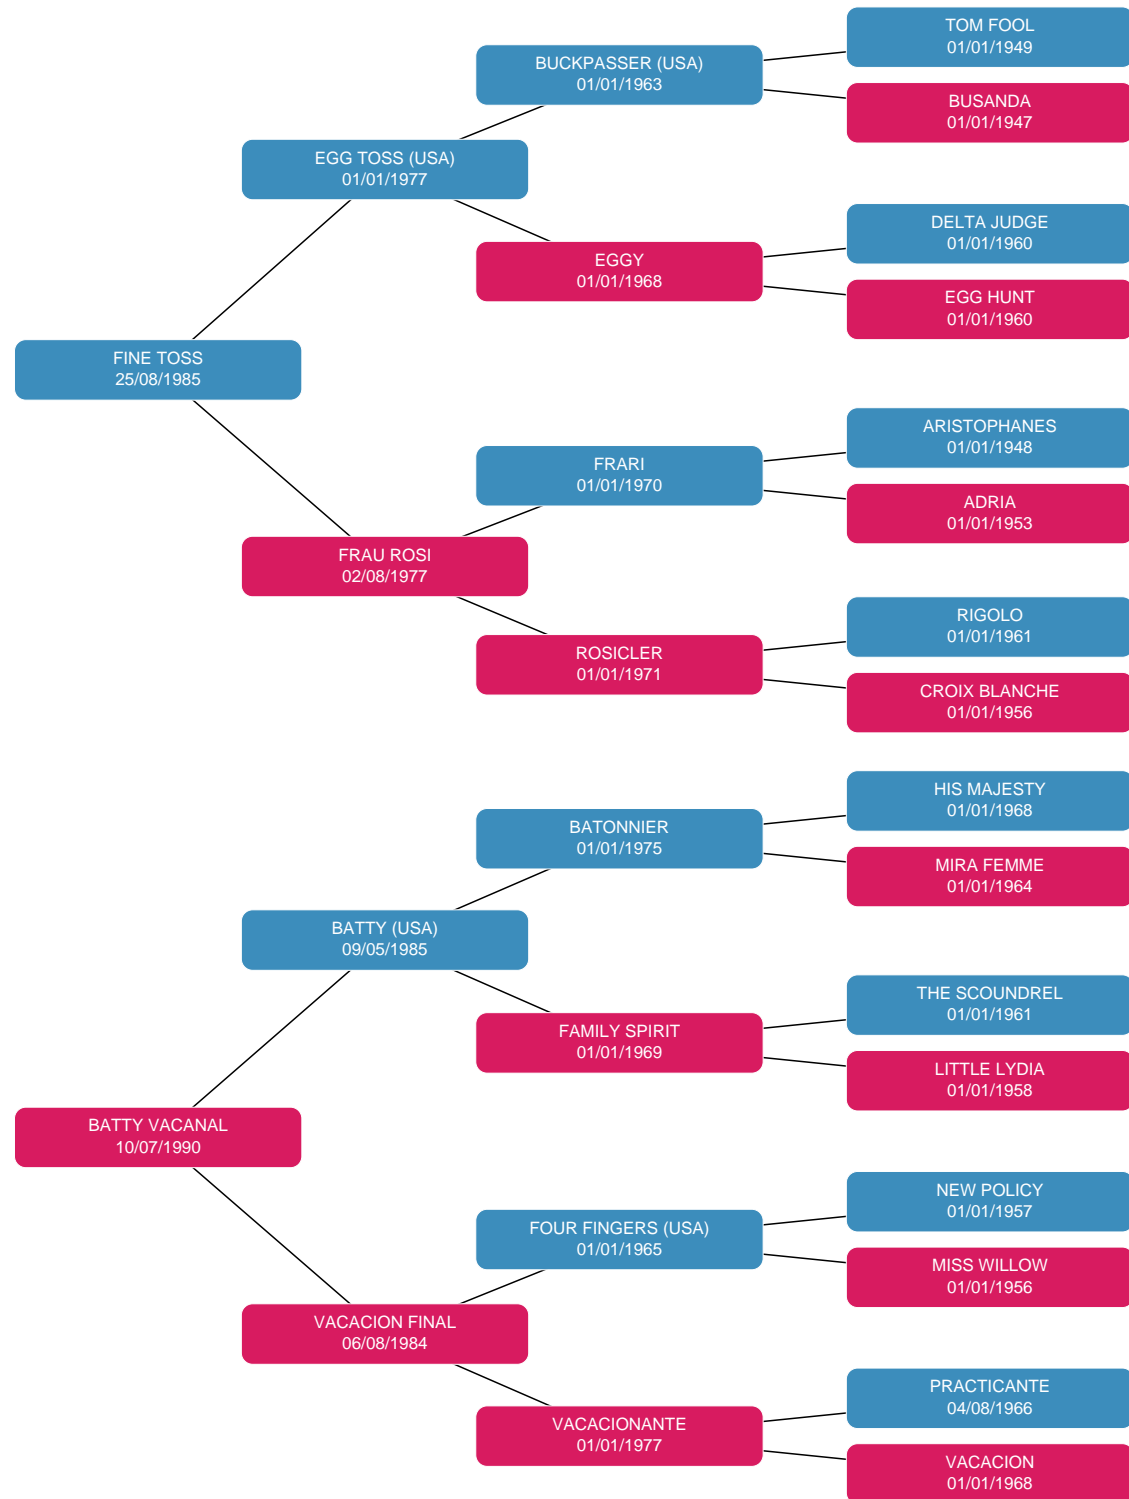 TOM FOOL
01/01/1949
BUCKPASSER (USA)
01/01/1963
BUSANDA
01/01/1947
EGG TOSS (USA)
01/01/1977
DELTA JUDGE
01/01/1960
EGGY
01/01/1968
EGG HUNT
01/01/1960
FINE TOSS
25/08/1985
ARISTOPHANES
01/01/1948
FRARI
01/01/1970
ADRIA
01/01/1953
FRAU ROSI
02/08/1977
RIGOLO
01/01/1961
ROSICLER
01/01/1971
CROIX BLANCHE
01/01/1956
HIS MAJESTY
01/01/1968
BATONNIER
01/01/1975
MIRA FEMME
01/01/1964
BATTY (USA)
09/05/1985
THE SCOUNDREL
01/01/1961
FAMILY SPIRIT
01/01/1969
LITTLE LYDIA
01/01/1958
BATTY VACANAL
10/07/1990
NEW POLICY
01/01/1957
FOUR FINGERS (USA)
01/01/1965
MISS WILLOW
01/01/1956
VACACION FINAL
06/08/1984
PRACTICANTE
04/08/1966
VACACIONANTE
01/01/1977
VACACION
01/01/1968